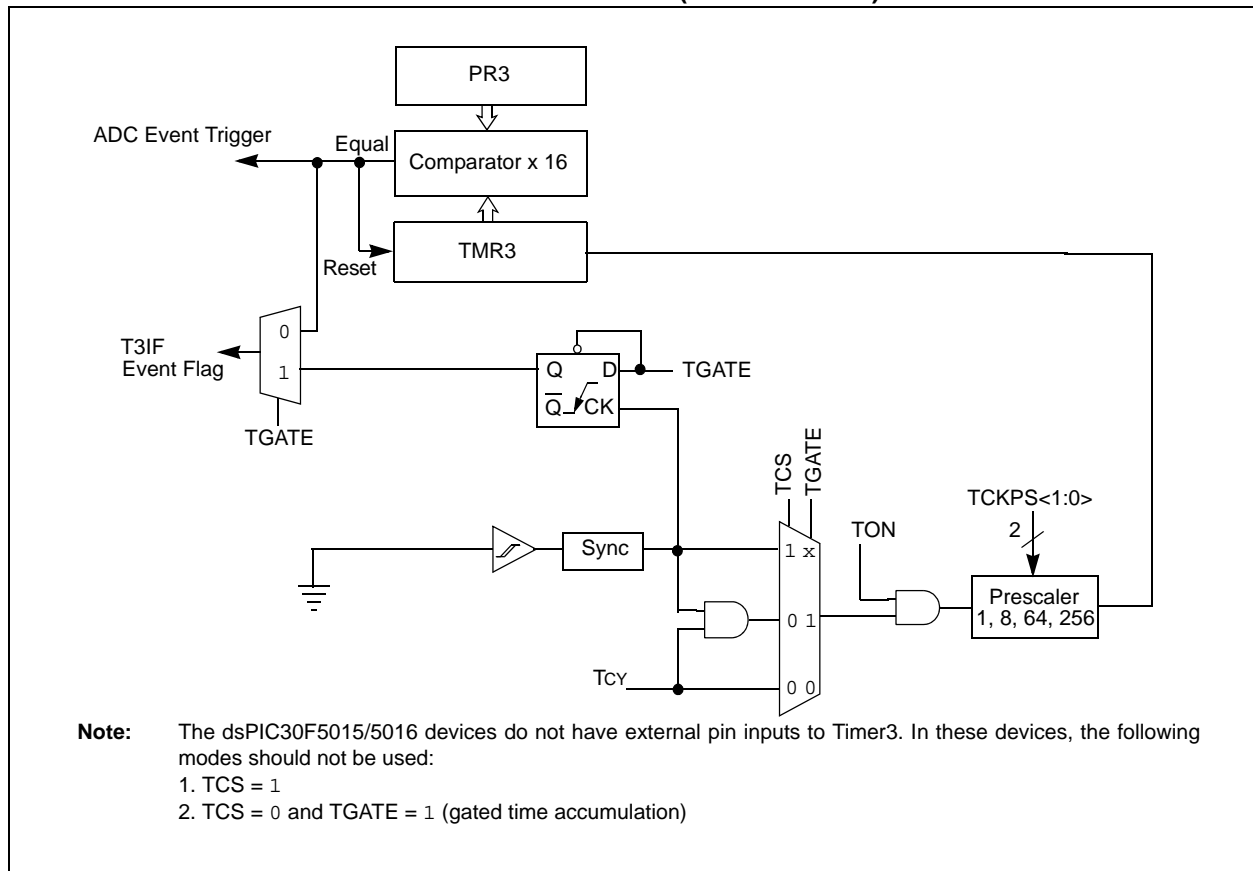 PR3
ADC Event Trigger
Equal
Comparator x 16
TMR3
Reset
0
T3IF
Event Flag
1
Q D
TGATE
Q CK
TGATE
TCS
TGATE
TCKPS<1:0>
2
TON
Sync
1 x
Prescaler
1, 8, 64, 256
0 1
TCY
0 0
Note: The dsPIC30F5015/5016 devices do not have external pin inputs to Timer3. In these devices, the following
modes should not be used:
1. TCS = 1
2. TCS = 0 and TGATE = 1 (gated time accumulation)